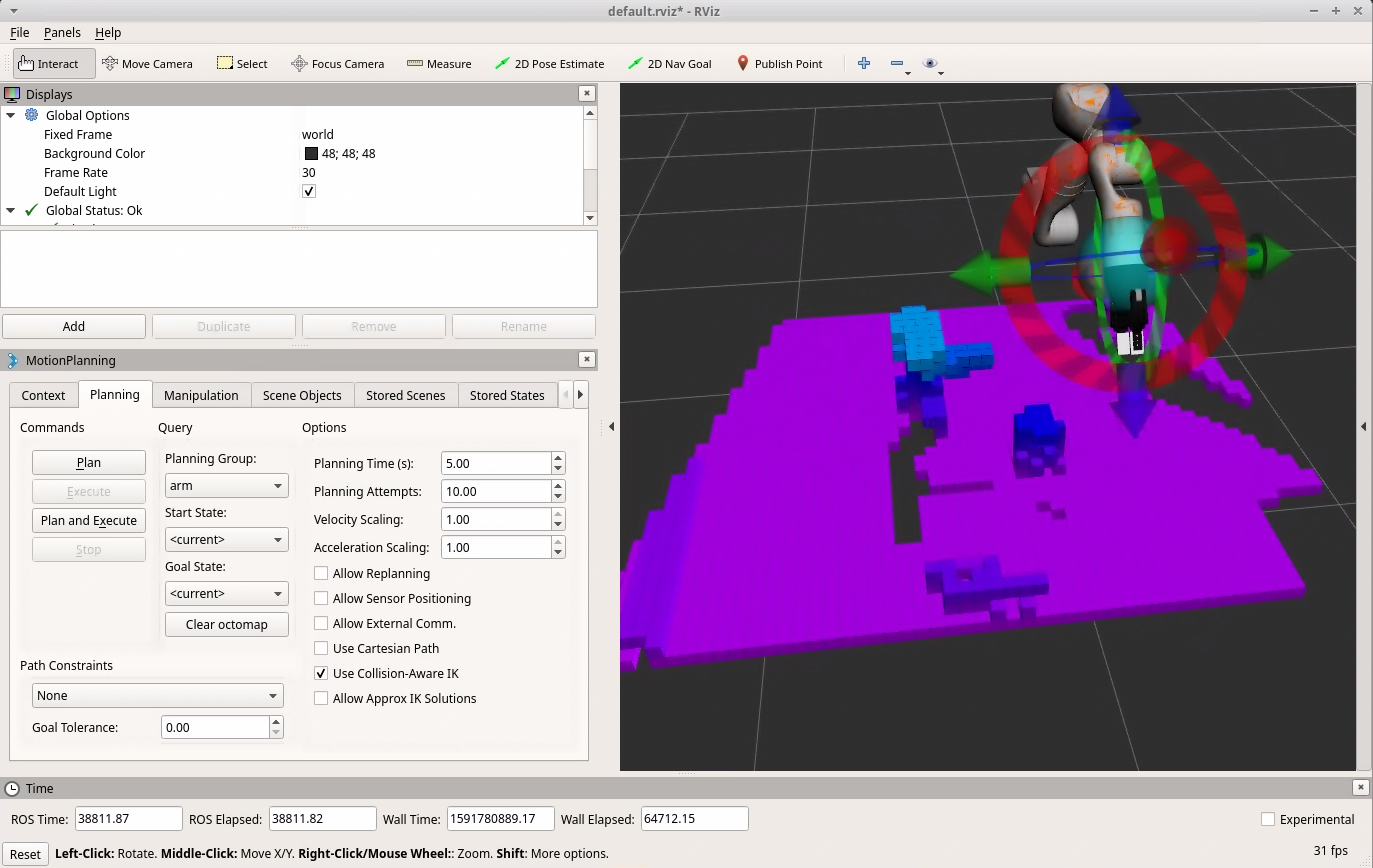 default.rviz* - RViz
File Panels Help
Interact Move Camera Select Focus Camera Measure 2D Pose Estimate 2D Nav Goal Publish Point
Displays
Global Options
Fixed Frame world
Background Color 48; 48; 48
Frame Rate 30
Default Light
Global Status: Ok
Add Duplicate Remove Rename
MotionPlanning
Context Planning Manipulation Scene Objects Stored Scenes Stored States
Commands
Plan
Execute
Plan and Execute
Stop
Query
Planning Group:
arm
Start State:
<current>
Goal State:
<current>
Clear octomap
Options
Planning Time (s): 5.00
Planning Attempts: 10.00
Velocity Scaling: 1.00
Acceleration Scaling: 1.00
Allow Replanning
Allow Sensor Positioning
Allow External Comm.
Use Cartesian Path
Use Collision-Aware IK
Allow Approx IK Solutions
Path Constraints
None
Goal Tolerance: 0.00
Time
ROS Time: 38811.87 ROS Elapsed: 38811.82 Wall Time: 1591780889.17 Wall Elapsed: 64712.15 Experimental
Reset Left-Click: Rotate. Middle-Click: Move X/Y. Right-Click/Mouse Wheel:: Zoom. Shift: More options. 31 fps